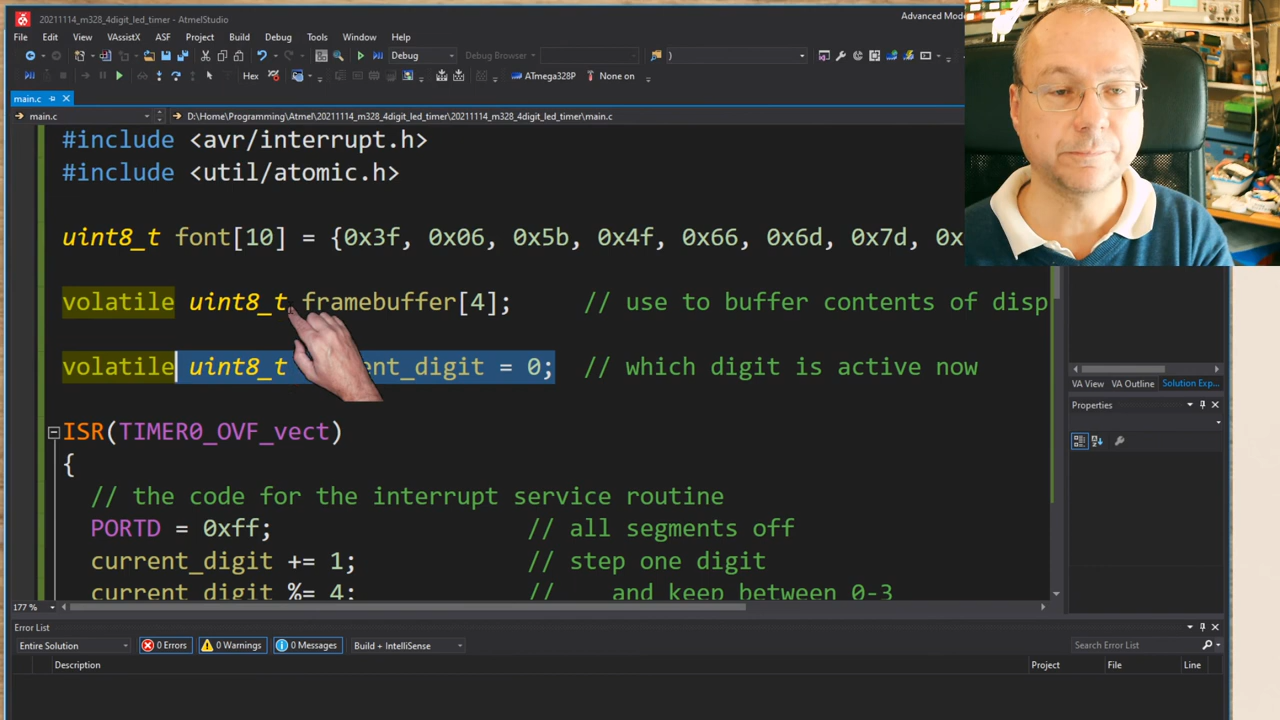 20211114_m328_4digit_led_timer - AtmelStudio
Advanced Mode
File Edit View VAssistX ASF Project Build Debug Tools Window Help
Debug Debug Browser )
Hex ATmega328P None on
main.c
main.c D:\Home\Programming\Atmel\20211114_m328_4digit_led_timer\20211114_m328_4digit_led_timer\main.c
#include <avr/interrupt.h>
#include <util/atomic.h>
uint8_t font[10] = {0x3f, 0x06, 0x5b, 0x4f, 0x66, 0x6d, 0x7d, 0x
volatile uint8_t framebuffer[4]; // use to buffer contents of disp
volatile uint8_t ent_digit = 0; // which digit is active now
ISR(TIMER0_OVF_vect)
{
// the code for the interrupt service routine
PORTD = 0xff; // all segments off
current_digit += 1; // step one digit
current_digit %= 4; // and keep between 0-3
177 %
VA View VA Outline Solution Exp...
Properties
Error List
Entire Solution 0 Errors 0 Warnings 0 Messages Build + IntelliSense Search Error List
Description Project File Line